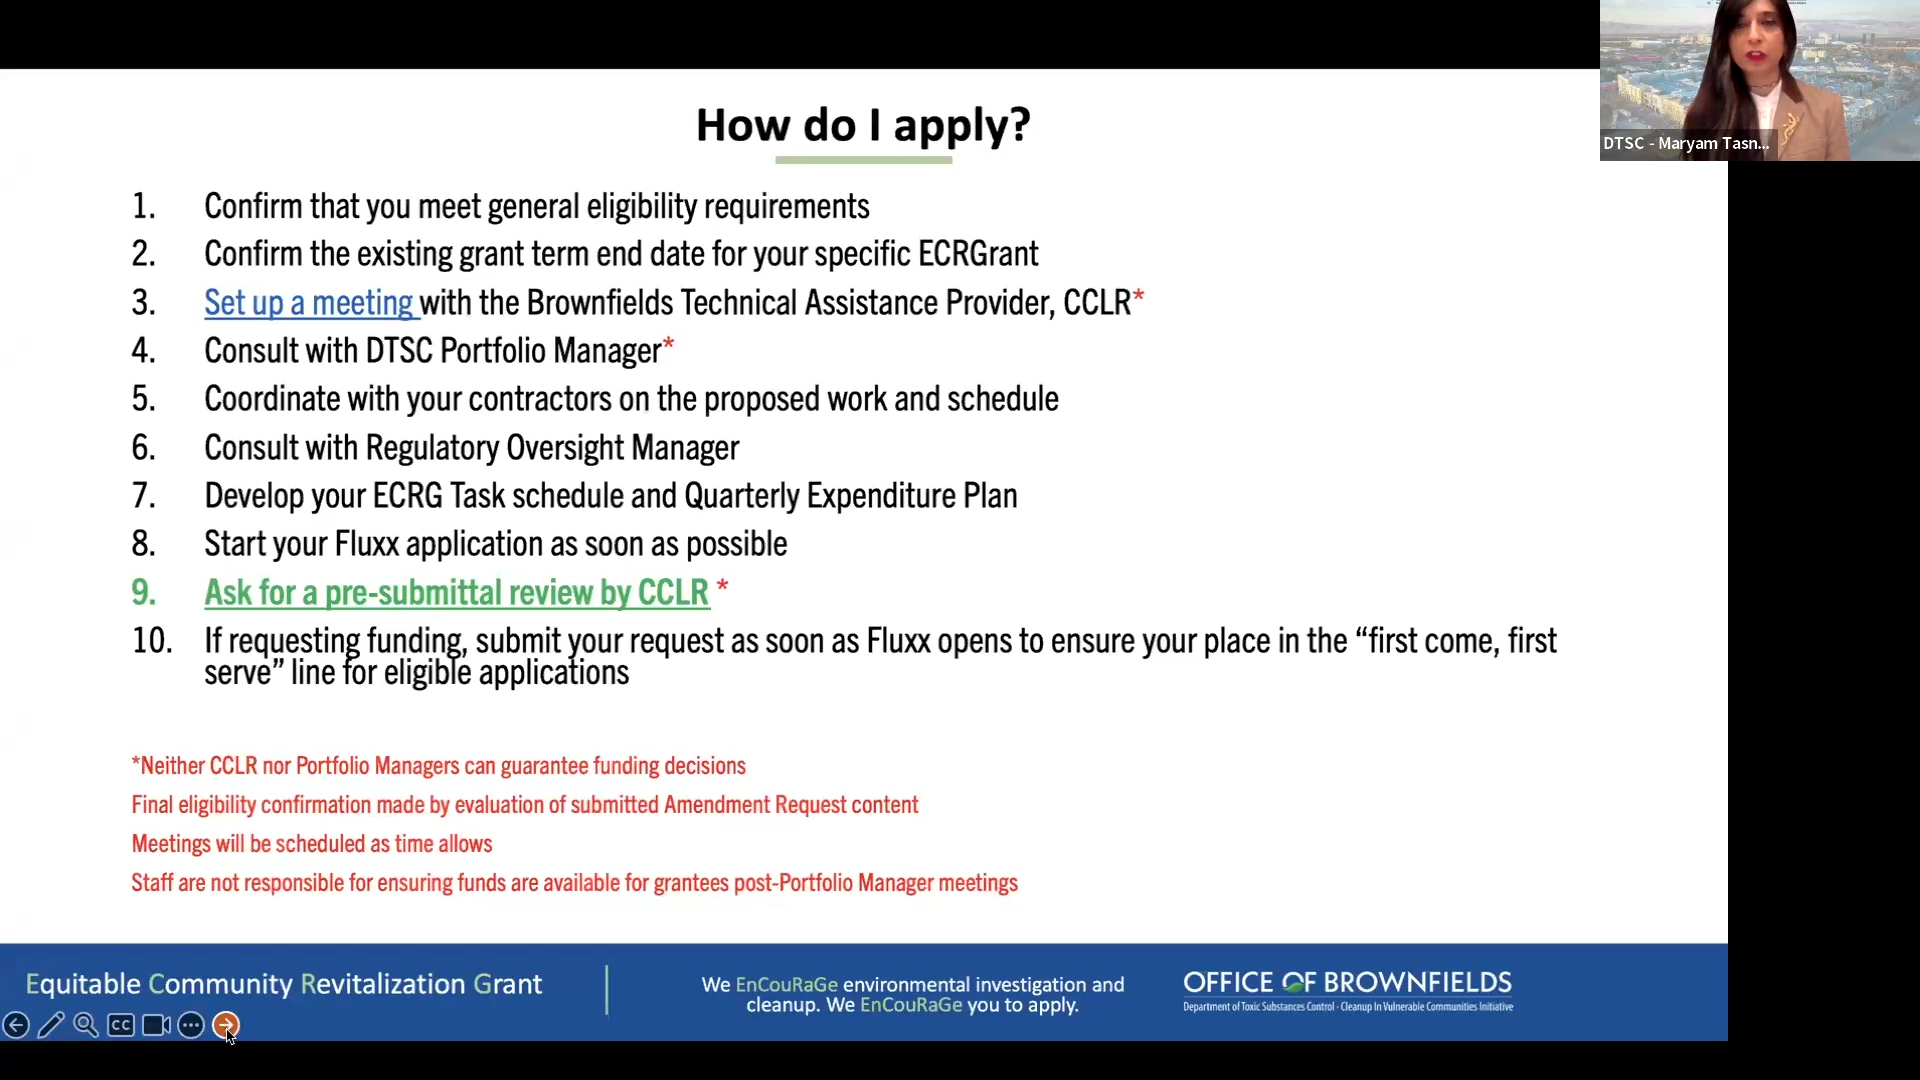 DTSC - Maryam Tasn...
How do I apply?
1. Confirm that you meet general eligibility requirements
2. Confirm the existing grant term end date for your specific ECRGrant
3. Set up a meeting with the Brownfields Technical Assistance Provider, CCLR*
4. Consult with DTSC Portfolio Manager*
5. Coordinate with your contractors on the proposed work and schedule
6. Consult with Regulatory Oversight Manager
7. Develop your ECRG Task schedule and Quarterly Expenditure Plan
8. Start your Fluxx application as soon as possible
9. Ask for a pre-submittal review by CCLR *
10. If requesting funding, submit your request as soon as Fluxx opens to ensure your place in the “first come, first
serve” line for eligible applications
*Neither CCLR nor Portfolio Managers can guarantee funding decisions
Final eligibility confirmation made by evaluation of submitted Amendment Request content
Meetings will be scheduled as time allows
Staff are not responsible for ensuring funds are available for grantees post-Portfolio Manager meetings
Equitable Community Revitalization Grant
We EnCouRaGe environmental investigation and
cleanup. We EnCouRaGe you to apply.
OFFICE OF BROWNFIELDS
Department of Toxic Substances Control - Cleanup In Vulnerable Communities Initiative
CC